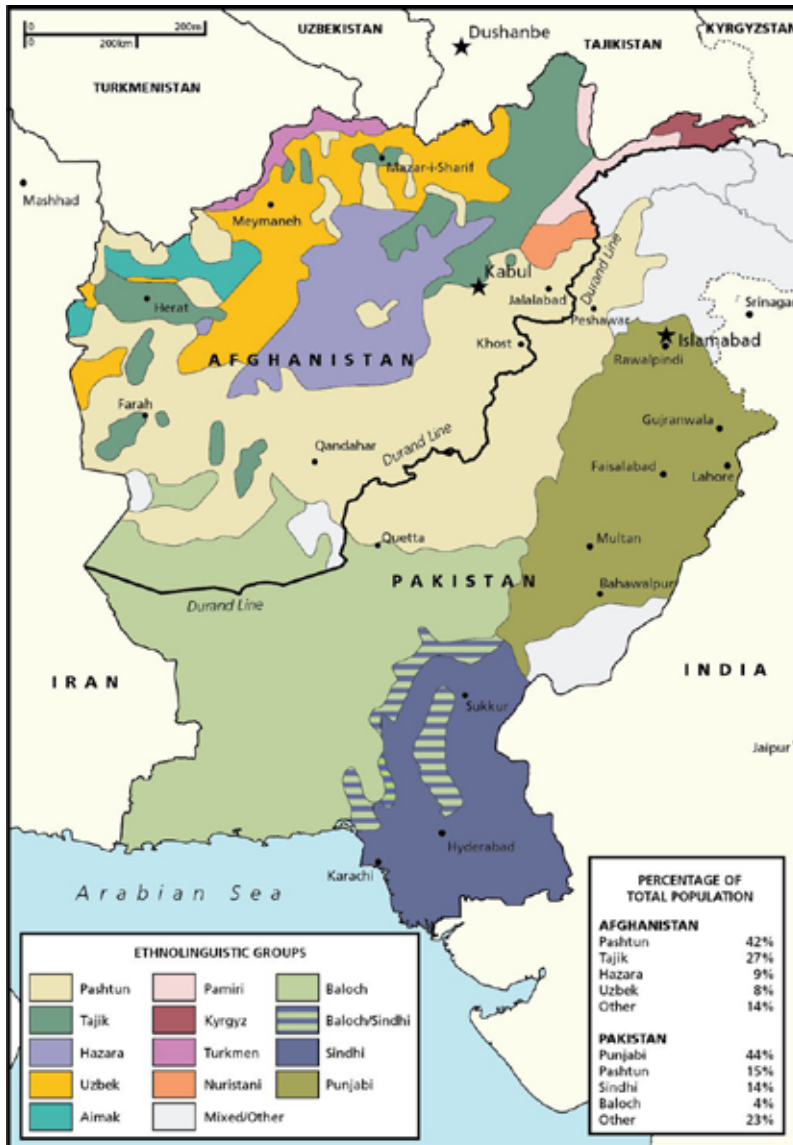 0 200m
0 200km
UZBEKISTAN
Dushanbe
TAJIKISTAN
KYRGYZSTAN
TURKMENISTAN
Mashhad
Mazar-i-Sharif
Meymaneh
Kabul
Jalalabad
Durand Line
Peshawar
Srinagar
Herat
Khost
Islamabad
Rawalpindi
AFGHANISTAN
Farah
Gujranwala
Qandahar
Durand Line
Faisalabad
Lahore
Quetta
Multan
PAKISTAN
Bahawalpur
Durand Line
IRAN
INDIA
Sukkur
Jaipur
Hyderabad
Karachi
Arabian Sea
ETHNOLINGUISTIC GROUPS
Pashtun Pamiri Baloch
Tajik Kyrgyz Baloch/Sindhi
Hazara Turkmen Sindhi
Uzbek Nuristani Punjabi
Aimak Mixed/Other
PERCENTAGE OF
TOTAL POPULATION
AFGHANISTAN
Pashtun 42%
Tajik 27%
Hazara 9%
Uzbek 8%
Other 14%
PAKISTAN
Punjabi 44%
Pashtun 15%
Sindhi 14%
Baloch 4%
Other 23%